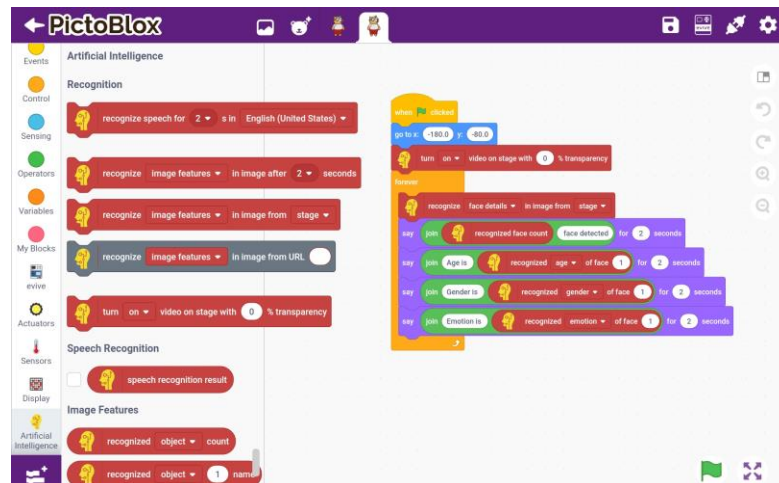 PictoBlox
Events
Control
Sensing
Operators
Variables
My Blocks
evive
Actuators
Sensors
Display
Artificial
Intelligence
Artificial Intelligence
Recognition
recognize speech for 2 s in English (United States)
recognize image features in image after 2 seconds
recognize image features in image from stage
recognize image features in image from URL
turn on video on stage with 0 % transparency
Speech Recognition
speech recognition result
Image Features
recognized object count
recognized object 1 name
when clicked
go to x: -180.0 y: -80.0
turn on video on stage with 0 % transparency
forever
recognize face details in image from stage
say join recognized face count face detected for 2 seconds
say join Age is recognized age of face 1 for 2 seconds
say join Gender is recognized gender of face 1 for 2 seconds
say join Emotion is recognized emotion of face 1 for 2 seconds